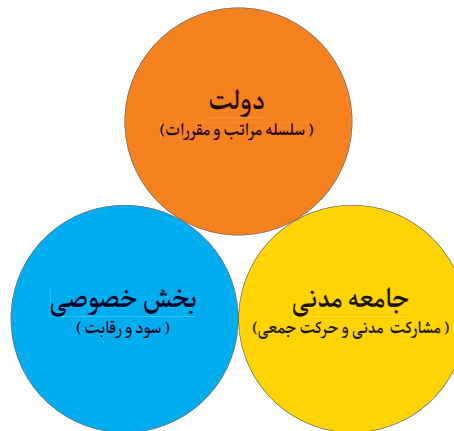 دولت
( سلسله مراتب و مقررات)
بخش خصوصی
( سود و رقابت )
جامعه مدنی
( مشارکت مدنی و حرکت جمعی)